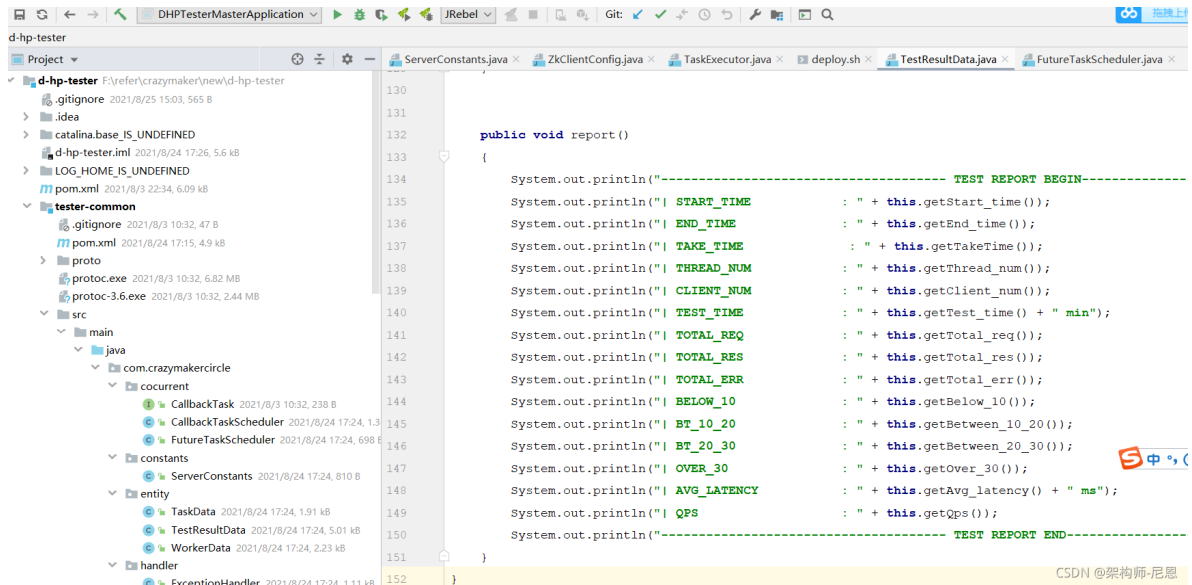 DHPTesterMasterApplication JRebel Git: 拖拽上传
d-hp-tester
Project ServerConstants.java ZkClientConfig.java TaskExecutor.java deploy.sh TestResultData.java FutureTaskScheduler.java
d-hp-tester F:\refer\crazymaker\new\d-hp-tester
.gitignore 2021/8/25 15:03, 565 B
.idea
catalina.base_IS_UNDEFINED
d-hp-tester.iml 2021/8/24 17:26, 5.6 kB
LOG_HOME_IS_UNDEFINED
pom.xml 2021/8/3 22:34, 6.09 kB
tester-common
.gitignore 2021/8/3 10:32, 47 B
pom.xml 2021/8/24 17:15, 4.9 kB
proto
protoc.exe 2021/8/3 10:32, 6.82 MB
protoc-3.6.exe 2021/8/3 10:32, 2.44 MB
src
main
java
com.crazymakercircle
cocurrent
CallbackTask 2021/8/3 10:32, 238 B
CallbackTaskScheduler 2021/8/24 17:24, 1.3
FutureTaskScheduler 2021/8/24 17:24, 698 B
constants
ServerConstants 2021/8/24 17:24, 810 B
entity
TaskData 2021/8/24 17:24, 1.91 kB
TestResultData 2021/8/24 17:24, 5.01 kB
WorkerData 2021/8/24 17:24, 2.23 kB
handler
ExceptionHandler 2021/8/24 17:24, 1.11 kB
130
131
132 public void report()
133 {
134 System.out.println("------------------------------------- TEST REPORT BEGIN--------------
135 System.out.println("| START_TIME : " + this.getStart_time());
136 System.out.println("| END_TIME : " + this.getEnd_time());
137 System.out.println("| TAKE_TIME : " + this.getTakeTime());
138 System.out.println("| THREAD_NUM : " + this.getThread_num());
139 System.out.println("| CLIENT_NUM : " + this.getClient_num());
140 System.out.println("| TEST_TIME : " + this.getTest_time() + " min");
141 System.out.println("| TOTAL_REQ : " + this.getTotal_req());
142 System.out.println("| TOTAL_RES : " + this.getTotal_res());
143 System.out.println("| TOTAL_ERR : " + this.getTotal_err());
144 System.out.println("| BELOW_10 : " + this.getBelow_10());
145 System.out.println("| BT_10_20 : " + this.getBetween_10_20());
146 System.out.println("| BT_20_30 : " + this.getBetween_20_30());
147 System.out.println("| OVER_30 : " + this.getOver_30());
148 System.out.println("| AVG_LATENCY : " + this.getAvg_latency() + " ms");
149 System.out.println("| QPS : " + this.getQps());
150 System.out.println("------------------------------------- TEST REPORT END----------------
151 }
152 }
中
CSDN @架构师-尼恩